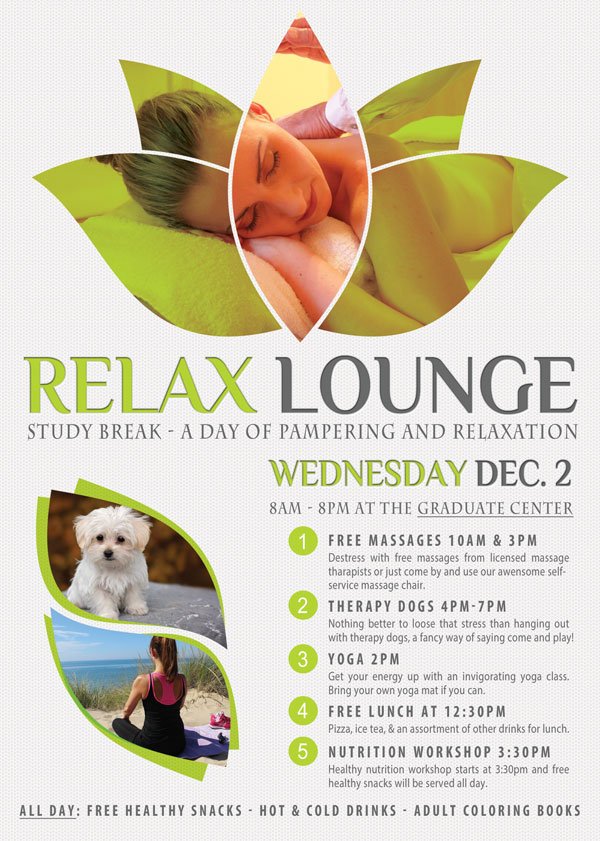 RELAX LOUNGE
STUDY BREAK - A DAY OF PAMPERING AND RELAXATION
WEDNESDAY DEC. 2
8AM - 8PM AT THE GRADUATE CENTER
1 FREE MASSAGES 10AM & 3PM
Destress with free massages from licensed massage
tharapists or just come by and use our awensome self-
service massage chair.
2 THERAPY DOGS 4PM-7PM
Nothing better to loose that stress than hanging out
with therapy dogs, a fancy way of saying come and play!
3 YOGA 2PM
Get your energy up with an invigorating yoga class.
Bring your own yoga mat if you can.
4 FREE LUNCH AT 12:30PM
Pizza, ice tea, & an assortment of other drinks for lunch.
5 NUTRITION WORKSHOP 3:30PM
Healthy nutrition workshop starts at 3:30pm and free
healthy snacks will be served all day.
ALL DAY: FREE HEALTHY SNACKS - HOT & COLD DRINKS - ADULT COLORING BOOKS